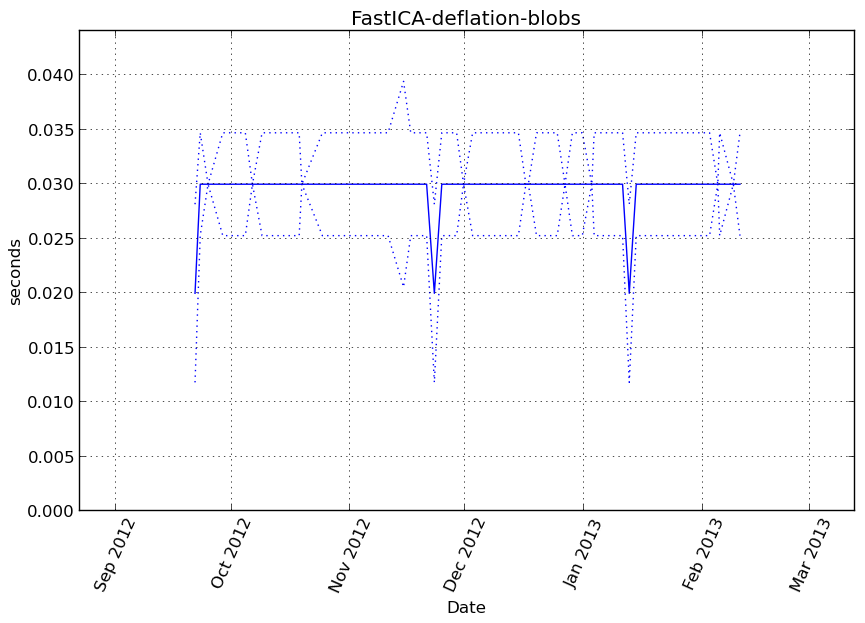 FastICA-deflation-blobs
seconds
0.040
0.035
0.030
0.025
0.020
0.015
0.010
0.005
0.000
Sep 2012
Oct 2012
Nov 2012
Dec 2012
Jan 2013
Feb 2013
Mar 2013
Date